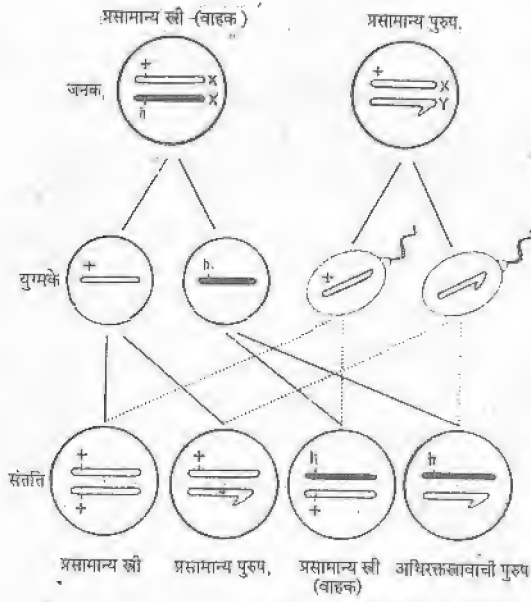 प्रसामान्य स्त्री -(वाहक) प्रसामान्य पुरुष.
+ +
जनक. X X
h X Y
युग्मके + h. +
संतति + + h h
+ +
प्रसामान्य स्त्री प्रसामान्य पुरुष. प्रसामान्य स्त्री अधिरक्तस्त्रावाची पुरुष
(वाहक)